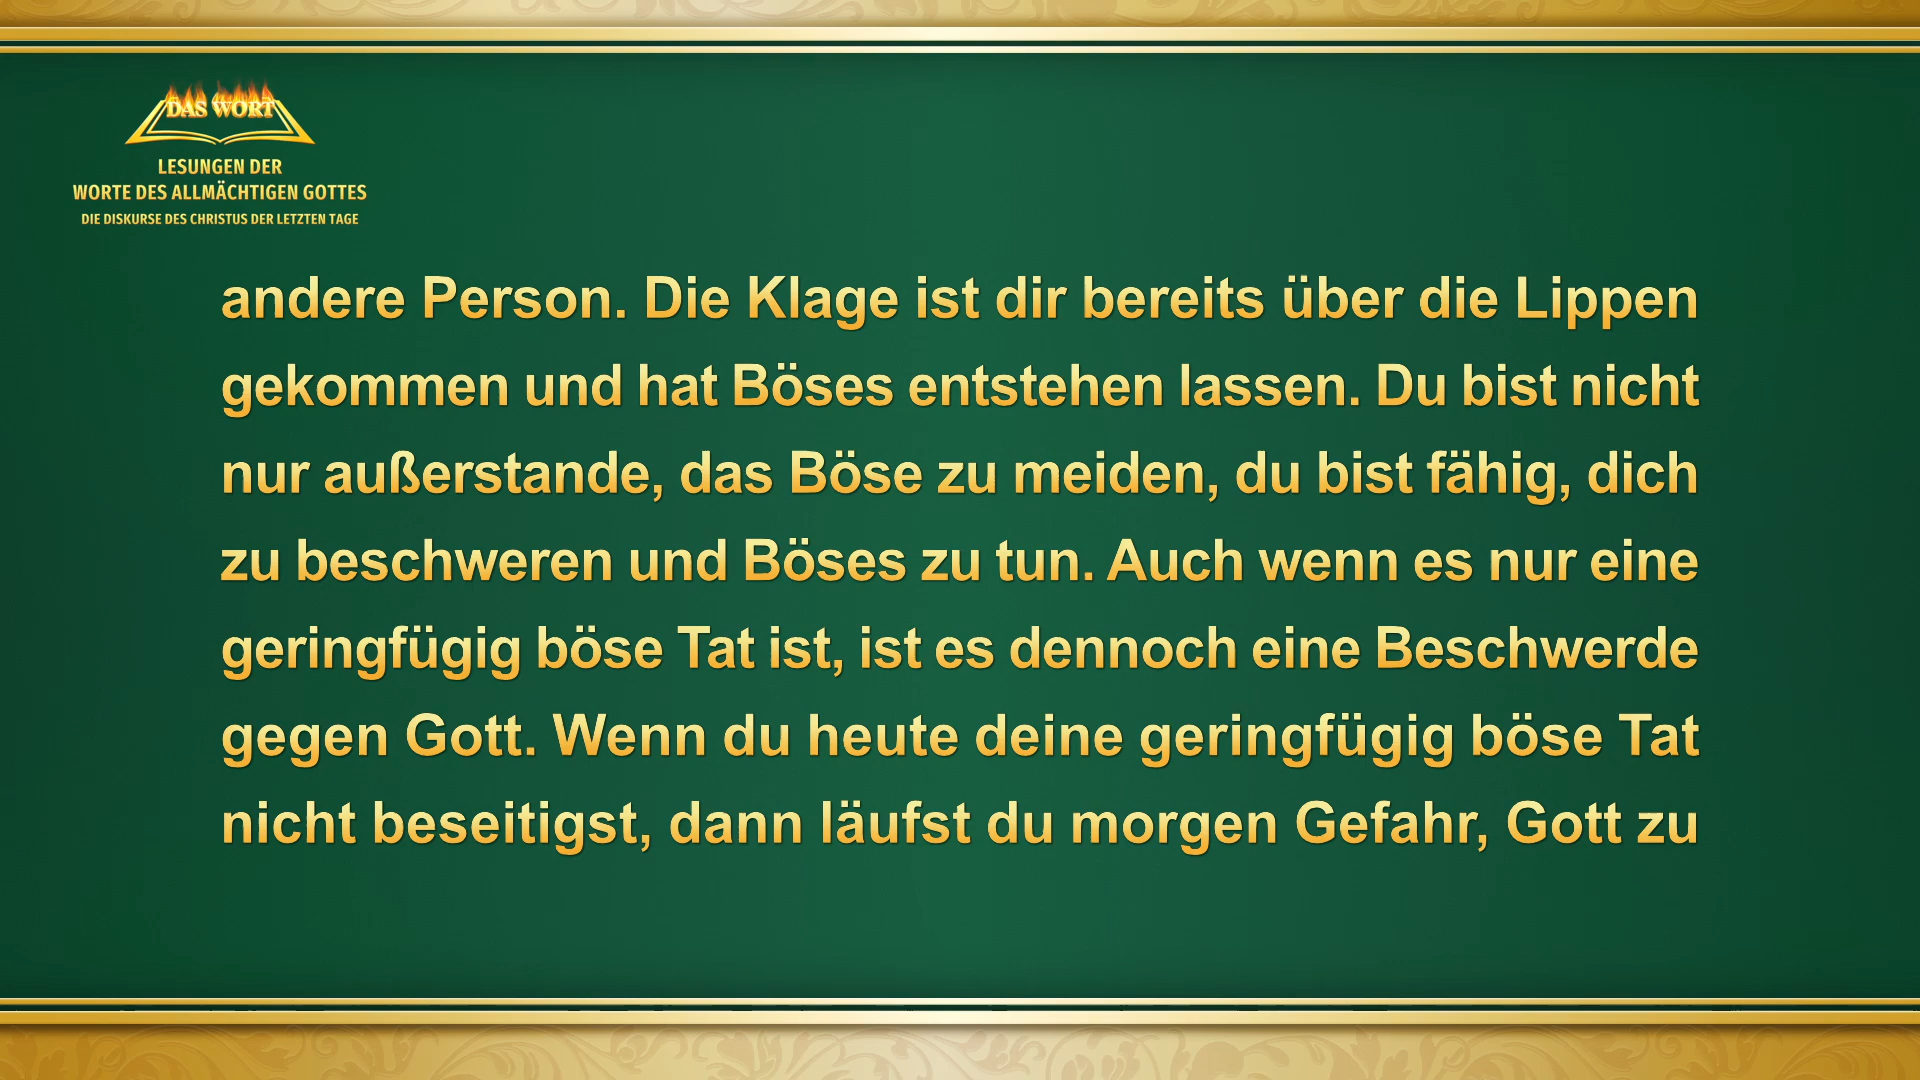 DAS WORT
LESUNGEN DER
WORTE DES ALLMÄCHTIGEN GOTTES
DIE DISKURSE DES CHRISTUS DER LETZTEN TAGE
andere Person. Die Klage ist dir bereits über die Lippen
gekommen und hat Böses entstehen lassen. Du bist nicht
nur außerstande, das Böse zu meiden, du bist fähig, dich
zu beschweren und Böses zu tun. Auch wenn es nur eine
geringfügig böse Tat ist, ist es dennoch eine Beschwerde
gegen Gott. Wenn du heute deine geringfügig böse Tat
nicht beseitigst, dann läufst du morgen Gefahr, Gott zu